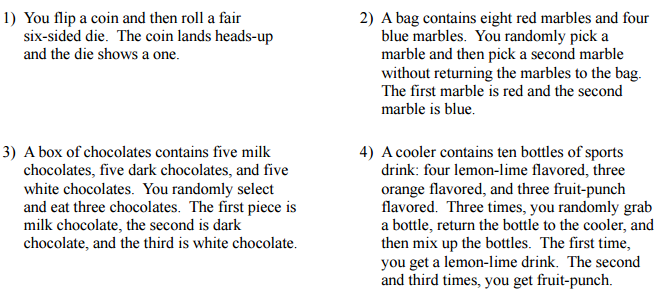 1) You flip a coin and then roll a fair
six-sided die. The coin lands heads-up
and the die shows a one.
2) A bag contains eight red marbles and four
blue marbles. You randomly pick a
marble and then pick a second marble
without returning the marbles to the bag.
The first marble is red and the second
marble is blue.
3) A box of chocolates contains five milk
chocolates, five dark chocolates, and five
white chocolates. You randomly select
and eat three chocolates. The first piece is
milk chocolate, the second is dark
chocolate, and the third is white chocolate.
4) A cooler contains ten bottles of sports
drink: four lemon-lime flavored, three
orange flavored, and three fruit-punch
flavored. Three times, you randomly grab
a bottle, return the bottle to the cooler, and
then mix up the bottles. The first time,
you get a lemon-lime drink. The second
and third times, you get fruit-punch.